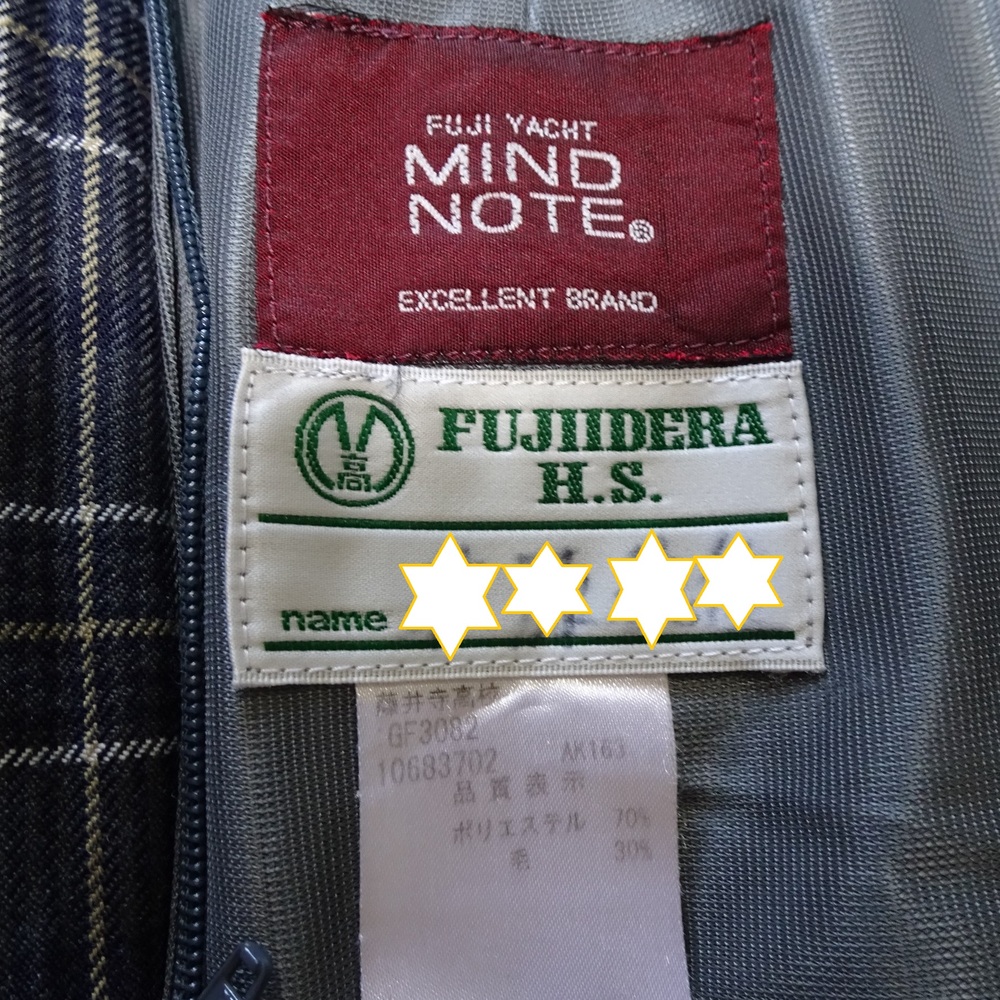 FUJI YACHT
MIND
NOTE®
EXCELLENT BRAND
高
FUJIIDERA
H.S.
name
藤井寺高校
GF3082
10683702 AK163
品質表示
ポリエステル 70%
毛 30%